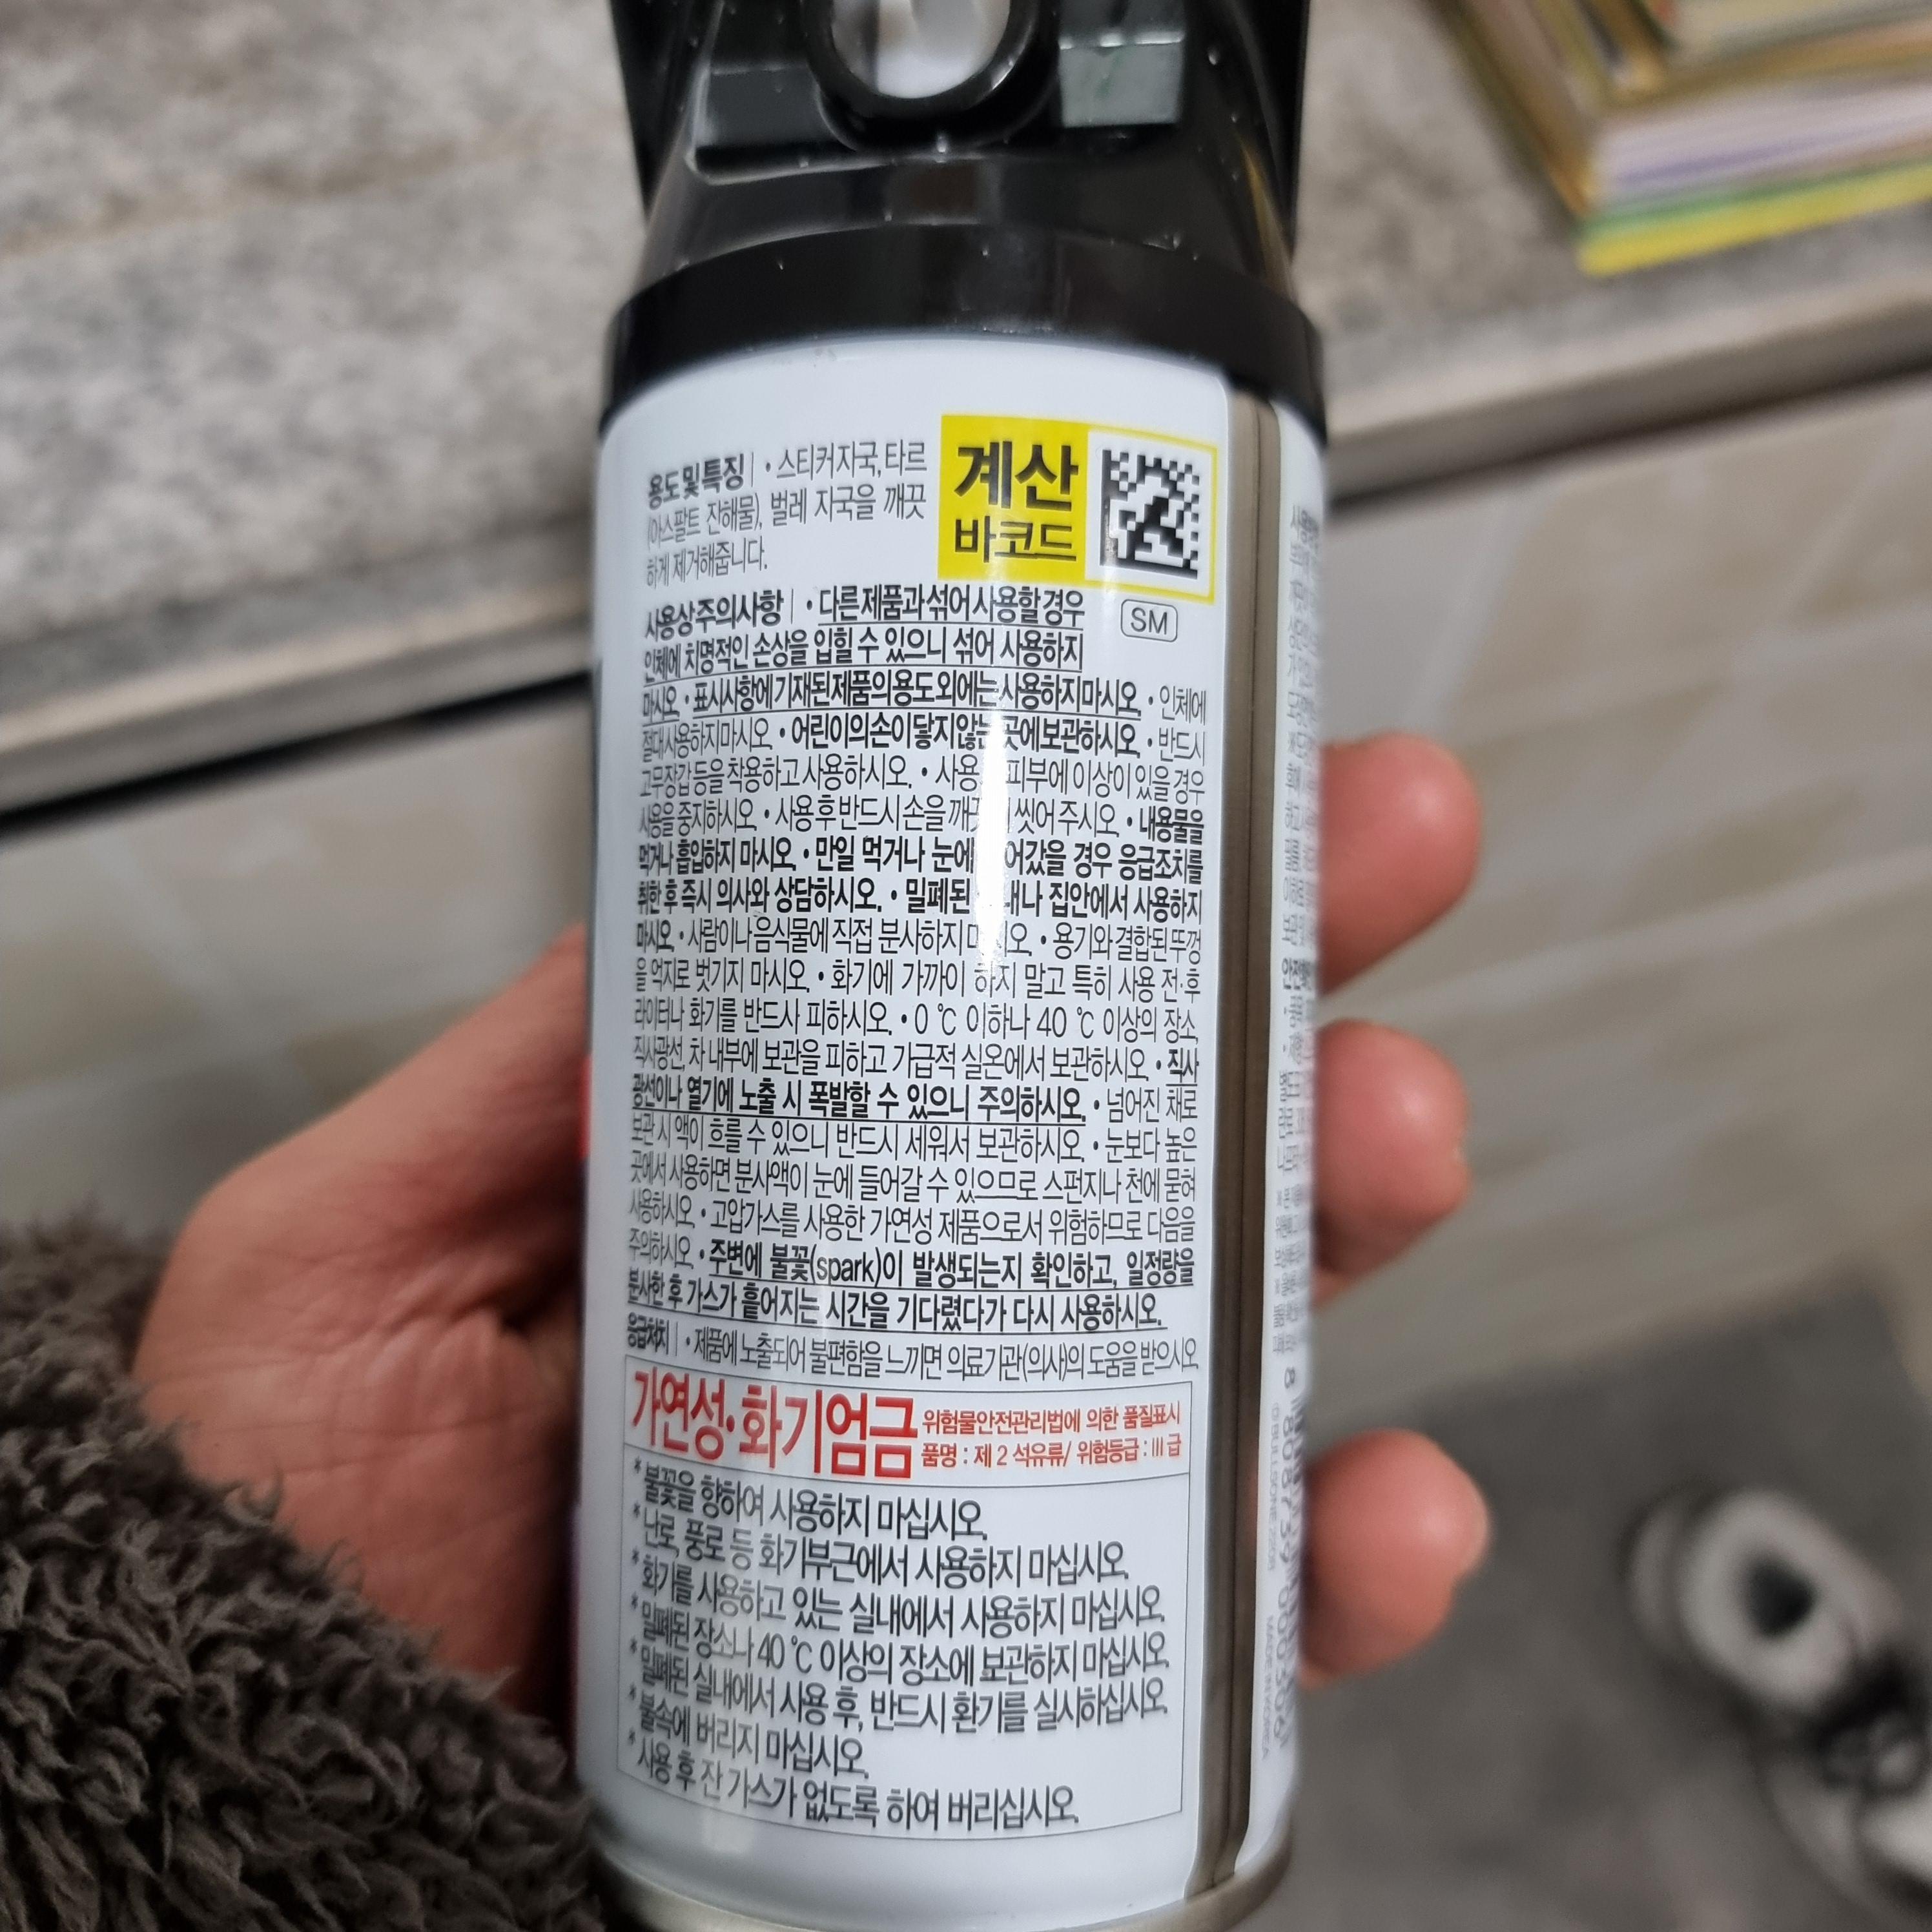 용도 및 특징 | • 스티커 자국, 타르
(아스팔트 잔해물), 벌레 자국을 깨끗
하게 제거해줍니다.
계산
바코드
SM
사용상 주의사항 | • 다른 제품과 섞어 사용할 경우
인체에 치명적인 손상을 입힐 수 있으니 섞어 사용하지
마시오. • 표시사항에 기재된 제품의 용도 외에는 사용하지 마시오. • 인체에
절대 사용하지 마시오. • 어린이의 손이 닿지 않는 곳에 보관하시오. • 반드시
고무장갑 등을 착용하고 사용하시오. • 사용 피부에 이상이 있을 경우
사용을 중지하시오. • 사용 후 반드시 손을 씻어 주시오. • 내용물을
먹거나 흡입하지 마시오. • 만일 먹거나 눈에 경우 응급조치를
취한 후 즉시 의사와 상담하시오. • 밀폐된 집안에서 사용하지
마시오. • 사람이나 음식물에 직접 분사하지 마시오. • 용기와 결합된 뚜껑
을 억지로 벗기지 마시오. • 화기에 가까이 하지 말고 특히 사용 전·후
라이터나 화기를 반드사 피하시오. • 0 ℃ 이하나 40 ℃ 이상의 장소,
직사광선, 차 내부에 보관을 피하고 가급적 실온에서 보관하시오. • 직사
광선이나 열기에 노출 시 폭발할 수 있으니 주의하시오. • 넘어진 채로
보관 시 액이 흐를 수 있으니 반드시 세워서 보관하시오. • 눈보다 높은
곳에서 사용하면 분사액이 눈에 들어갈 수 있으므로 스펀지나 천에 묻혀
사용하시오. • 고압가스를 사용한 가연성 제품으로서 위험하므로 다음을
주의하시오. • 주변에 불꽃(spark)이 발생되는지 확인하고, 일정량을
분사한 후 가스가 흩어지는 시간을 기다렸다가 다시 사용하시오.
응급처치 | • 제품에 노출되어 불편함을 느끼면 의료기관(의사)의 도움을 받으시오.
가연성·화기엄금 위험물안전관리법에 의한 품질표시
품명 : 제 2 석유류/ 위험등급 : III 급
* 불꽃을 향하여 사용하지 마십시오.
* 난로, 풍로 등 화기부근에서 사용하지 마십시오.
* 화기를 사용하고 있는 실내에서 사용하지 마십시오.
* 밀폐된 장소나 40 ℃ 이상의 장소에 보관하지 마십시오.
* 밀폐된 실내에서 사용 후, 반드시 환기를 실시하십시오.
* 불속에 버리지 마십시오.
* 사용 후 잔 가스가 없도록 하여 버리십시오.